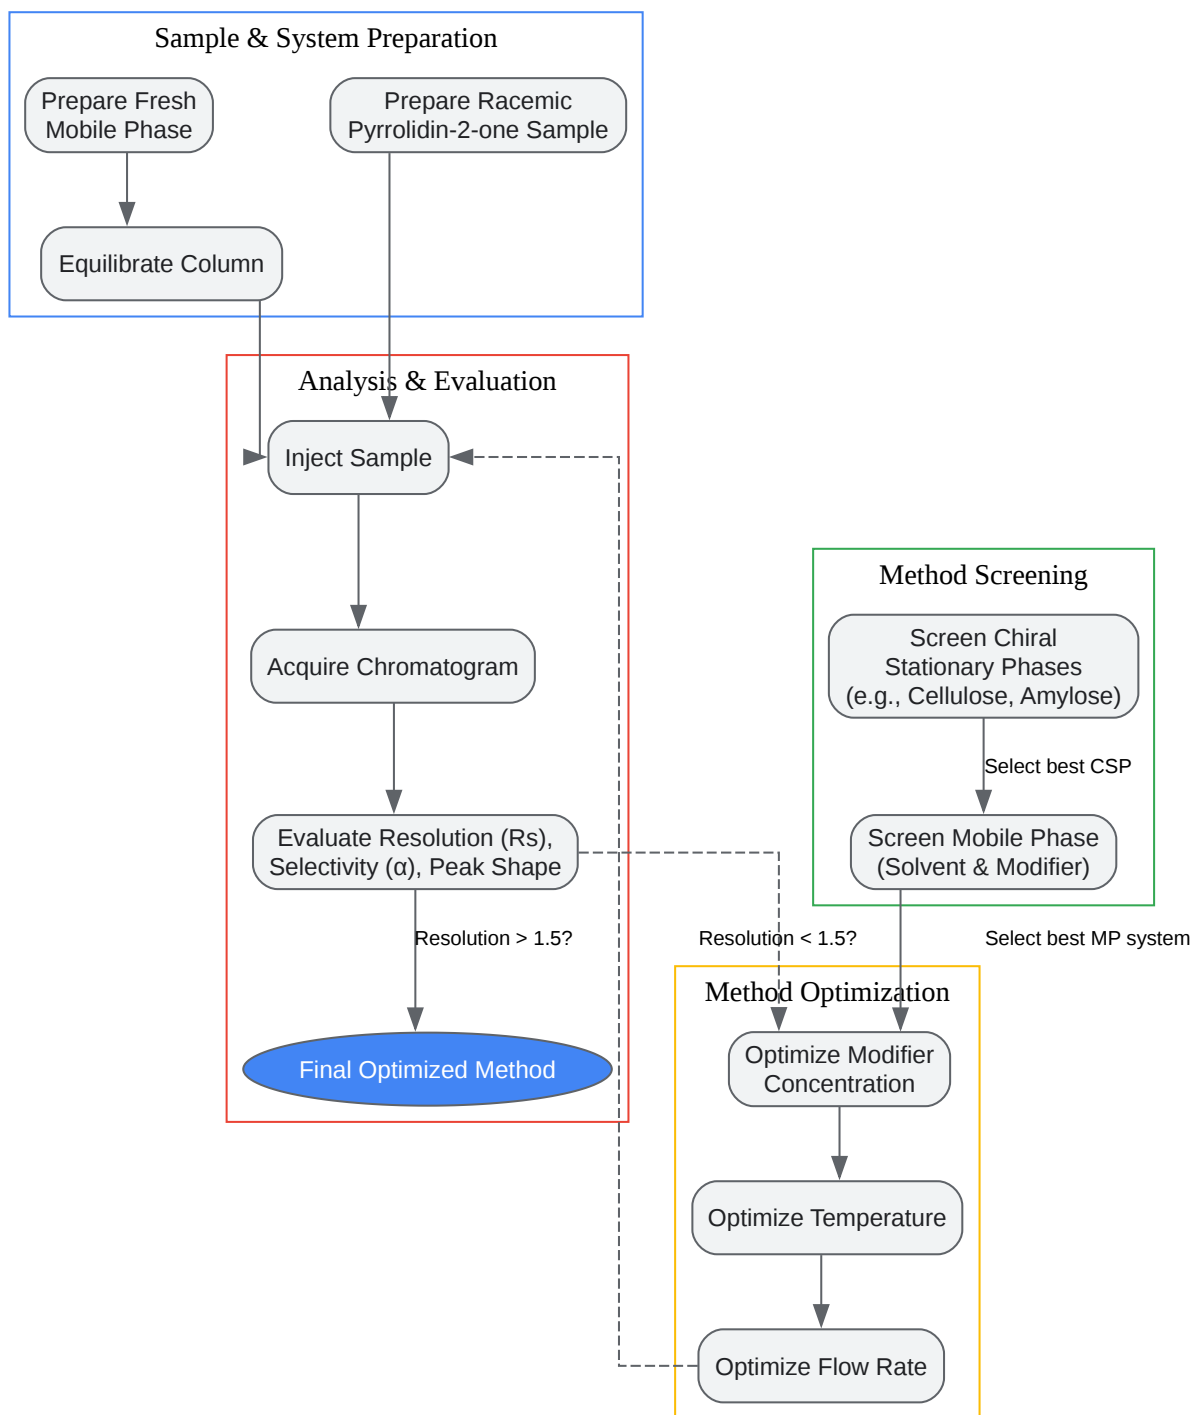 Sample & System Preparation
Prepare Fresh
Mobile Phase
Prepare Racemic
Pyrrolidin-2-one Sample
Equilibrate Column
Analysis & Evaluation
Inject Sample
Acquire Chromatogram
Evaluate Resolution (Rs),
Selectivity (α), Peak Shape
Resolution > 1.5?
Final Optimized Method
Method Screening
Screen Chiral
Stationary Phases
(e.g., Cellulose, Amylose)
Select best CSP
Screen Mobile Phase
(Solvent & Modifier)
Resolution < 1.5?
Select best MP system
Method Optimization
Optimize Modifier
Concentration
Optimize Temperature
Optimize Flow Rate